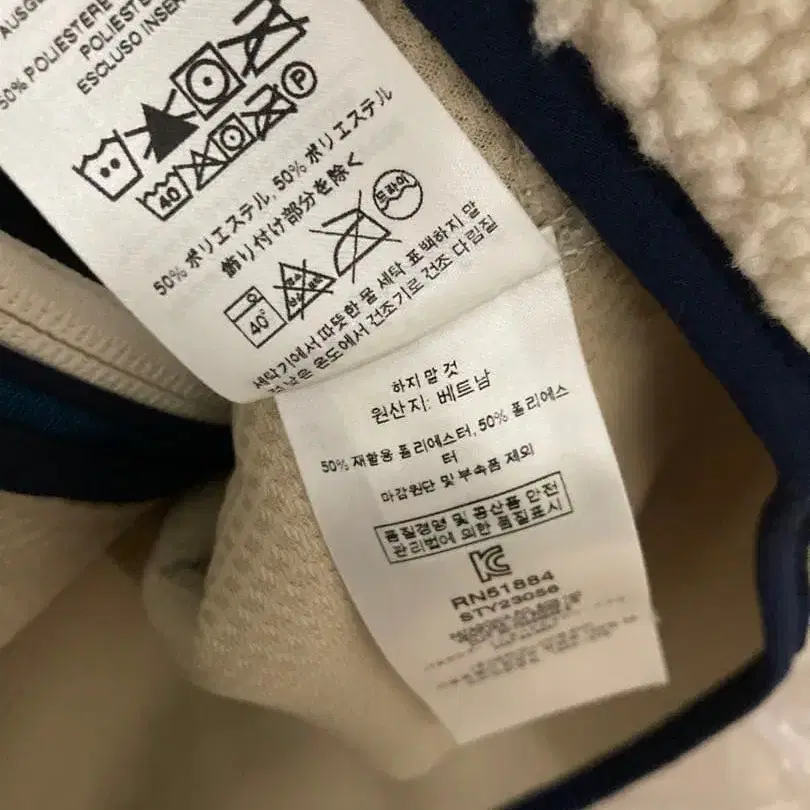 AUSGE
50% POLIESTERE
POLIEST
ESCLUSO INSER
P
40
50% ポリエステル, 50% ポリエステル
飾り付け部分を除く
드라이
40°
세탁기에서 따뜻한 물 세탁 표백하지 말
낮은 온도에서 건조기로 건조 다림질
하지 말 것
원산지: 베트남
50% 재활용 폴리에스터, 50% 폴리에스
터
마감원단 및 부속품 제외
품질경영 및 공산품 안전
관리법에 의한 품질표시
RN51884
STY23056